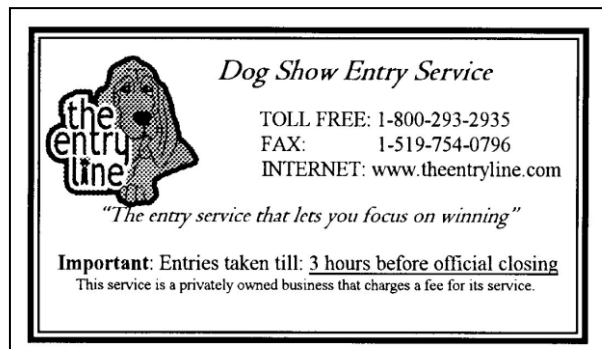 Dog Show Entry Service
the
entry
line
TOLL FREE: 1-800-293-2935
FAX: 1-519-754-0796
INTERNET: www.theentryline.com
"The entry service that lets you focus on winning"
Important: Entries taken till: 3 hours before official closing
This service is a privately owned business that charges a fee for its service.